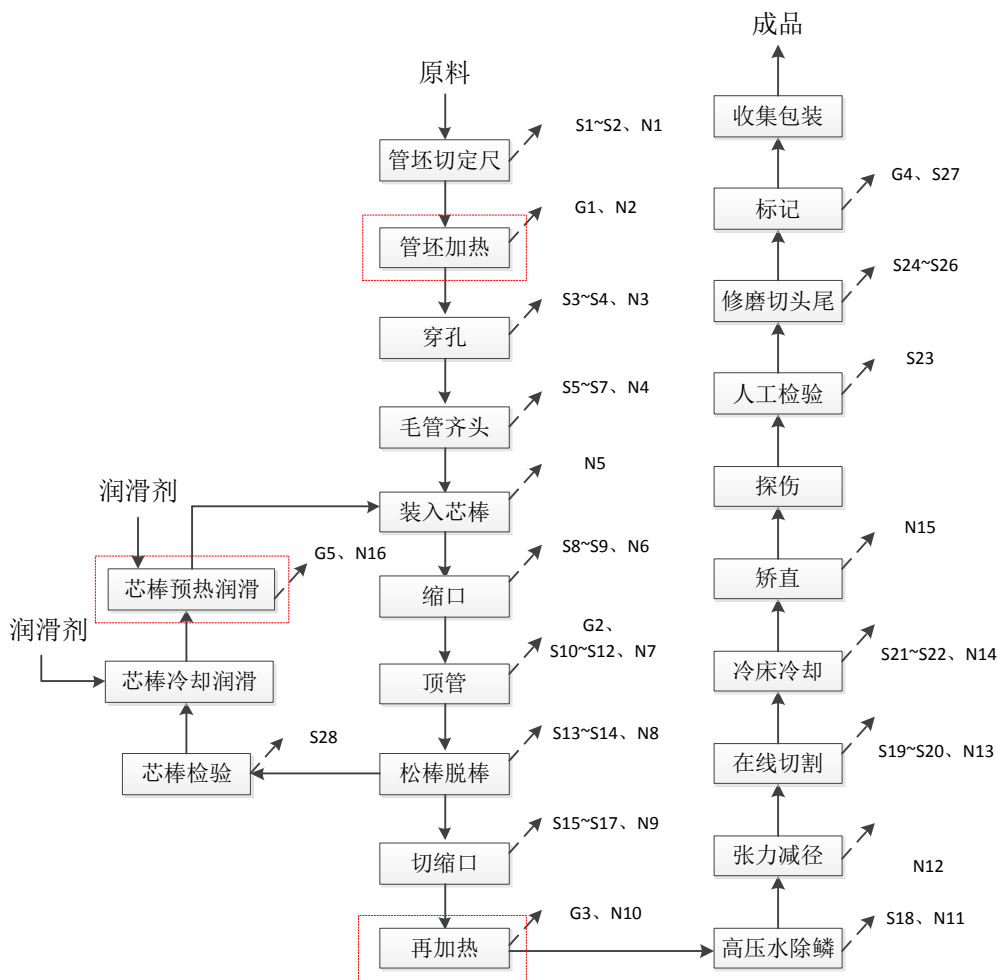 原料
管坯切定尺
S1~S2、N1
管坯加热
G1、N2
穿孔
S3~S4、N3
毛管齐头
S5~S7、N4
装入芯棒
N5
缩口
S8~S9、N6
顶管
G2、
S10~S12、N7
松棒脱棒
S13~S14、N8
切缩口
S15~S17、N9
再加热
G3、N10
润滑剂
芯棒预热润滑
G5、N16
润滑剂
芯棒冷却润滑
芯棒检验
S28
成品
收集包装
标记
G4、S27
修磨切头尾
S24~S26
人工检验
S23
探伤
矫直
N15
冷床冷却
S21~S22、N14
在线切割
S19~S20、N13
张力减径
N12
高压水除鳞
S18、N11